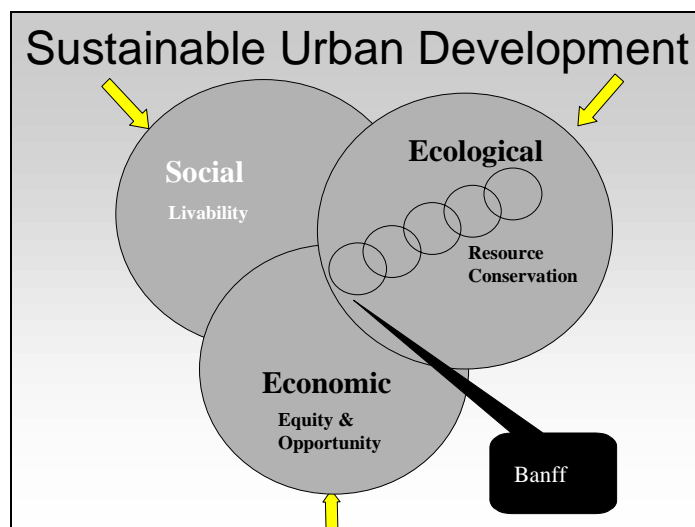 Sustainable Urban Development
Social
Livability
Ecological
Resource
Conservation
Economic
Equity &
Opportunity
Banff